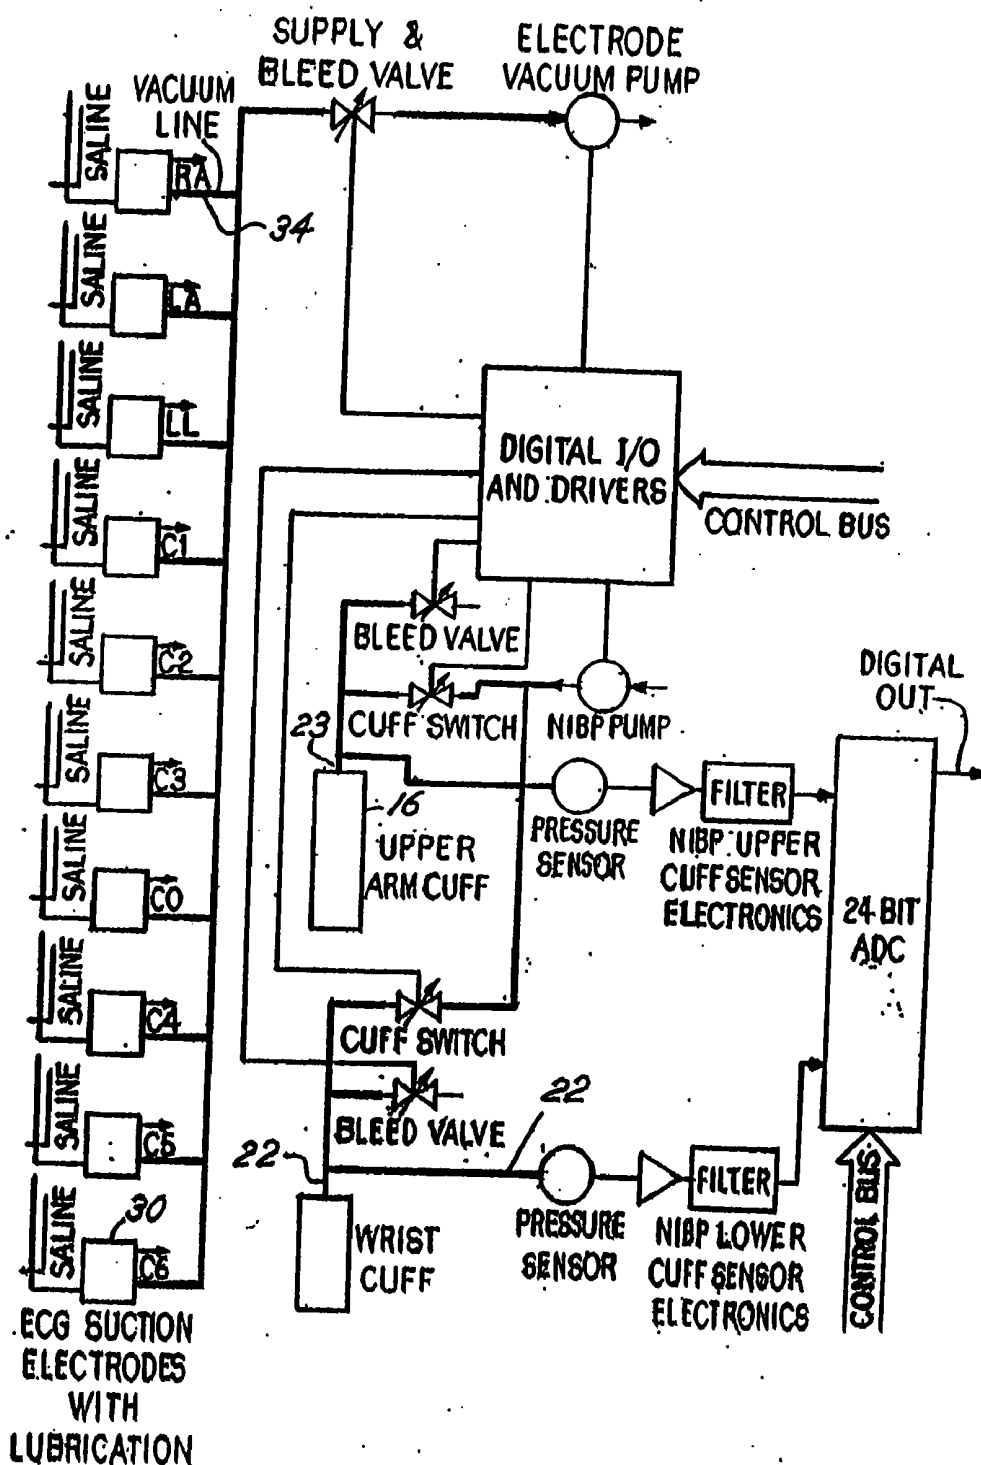 SUPPLY &
BLEED VALVE
ELECTRODE
VACUUM PUMP
VACUUM
LINE
SALINE
RA
34
SALINE
LA
SALINE
LL
SALINE
C1
SALINE
C2
SALINE
C3
SALINE
C0
SALINE
C4
SALINE
C5
SALINE
30
C6
ECG SUCTION
ELECTRODES
WITH
LUBRICATION
DIGITAL I/O
AND DRIVERS
CONTROL BUS
BLEED VALVE
CUFF SWITCH
NIBP PUMP
23
16
UPPER
ARM CUFF
PRESSURE
SENSOR
FILTER
NIBP UPPER
CUFF SENSOR
ELECTRONICS
DIGITAL
OUT
24 BIT
ADC
CUFF SWITCH
BLEED VALVE
22
22
WRIST
CUFF
PRESSURE
SENSOR
FILTER
NIBP LOWER
CUFF SENSOR
ELECTRONICS
CONTROL BUS